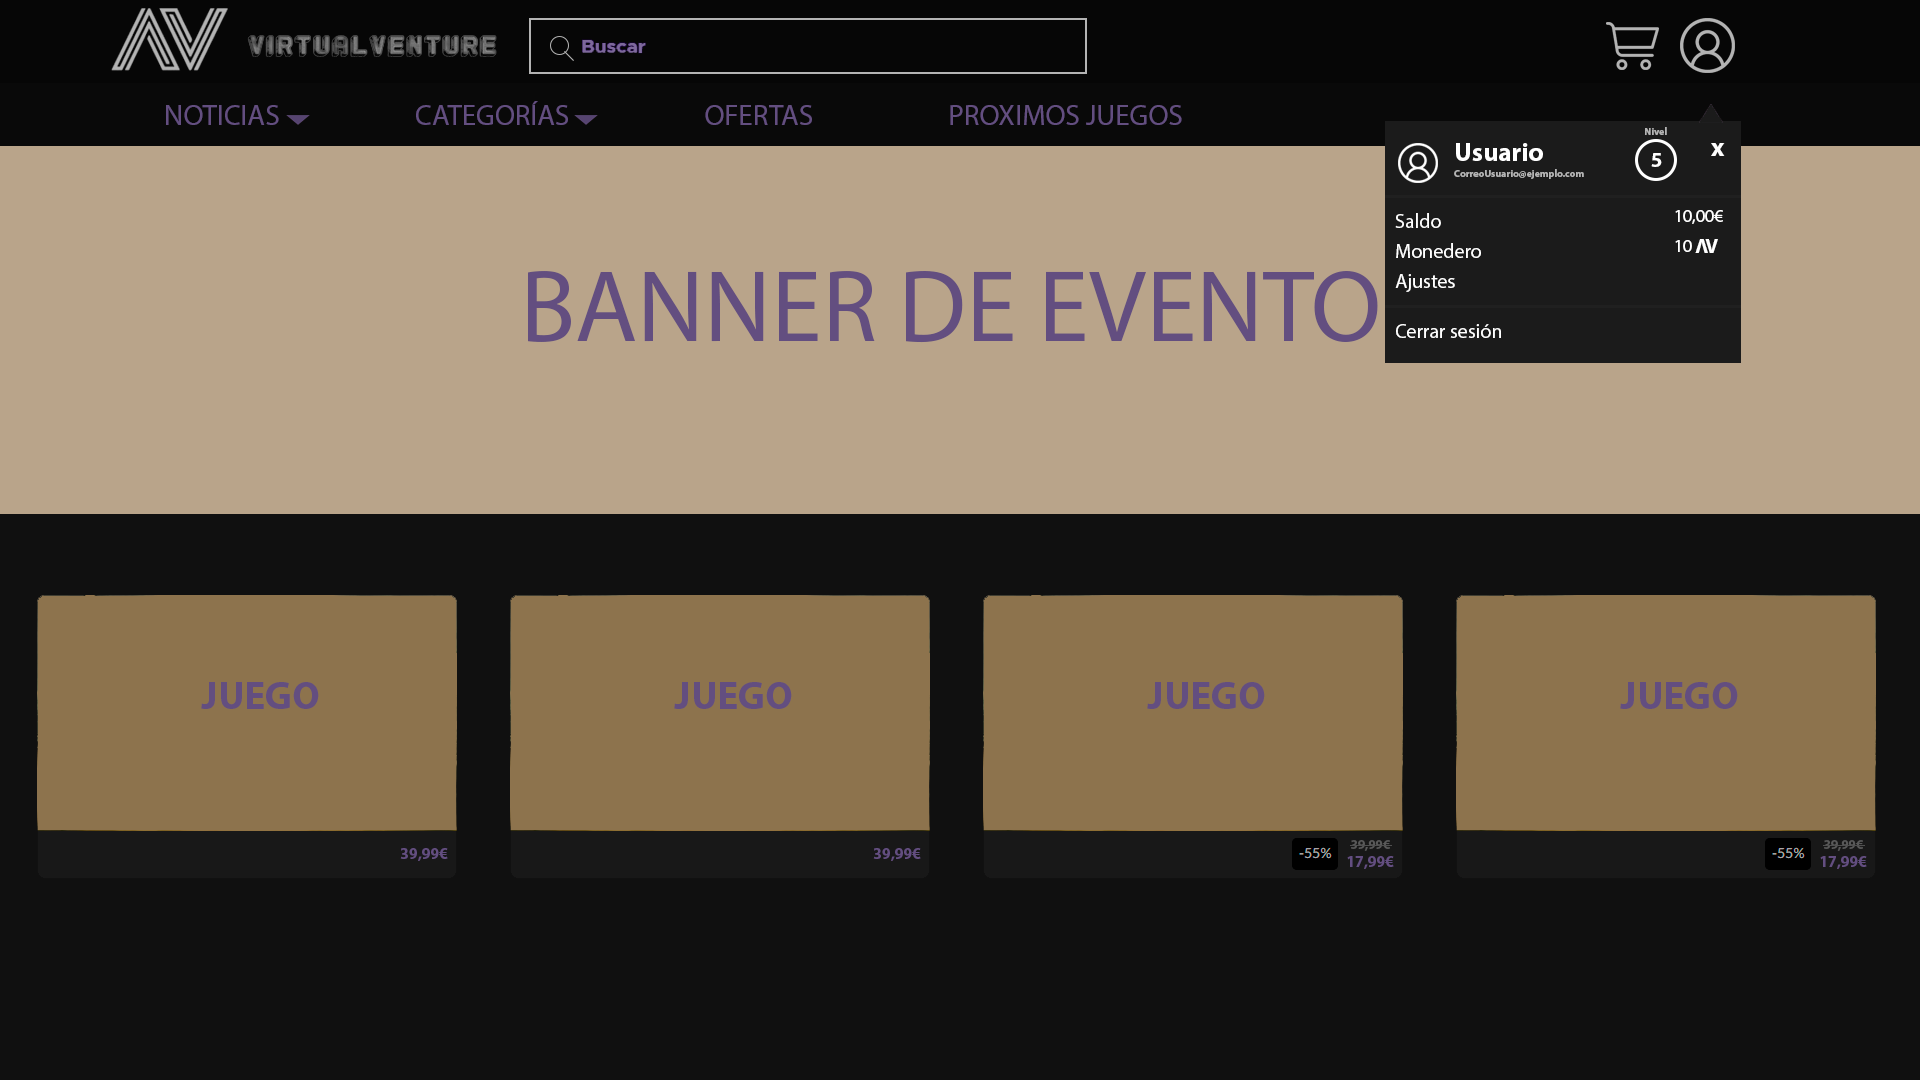 VIRTUALVENTURE
Buscar
NOTICIAS
CATEGORÍAS
OFERTAS
PROXIMOS JUEGOS
Usuario
CorreoUsuario@ejemplo.com
Nivel
5
x
Saldo 10,00€
Monedero 10 AV
Ajustes
Cerrar sesión
BANNER DE EVENTO
JUEGO
JUEGO
JUEGO
JUEGO
39,99€
39,99€
-55% 39,99€
17,99€
-55% 39,99€
17,99€